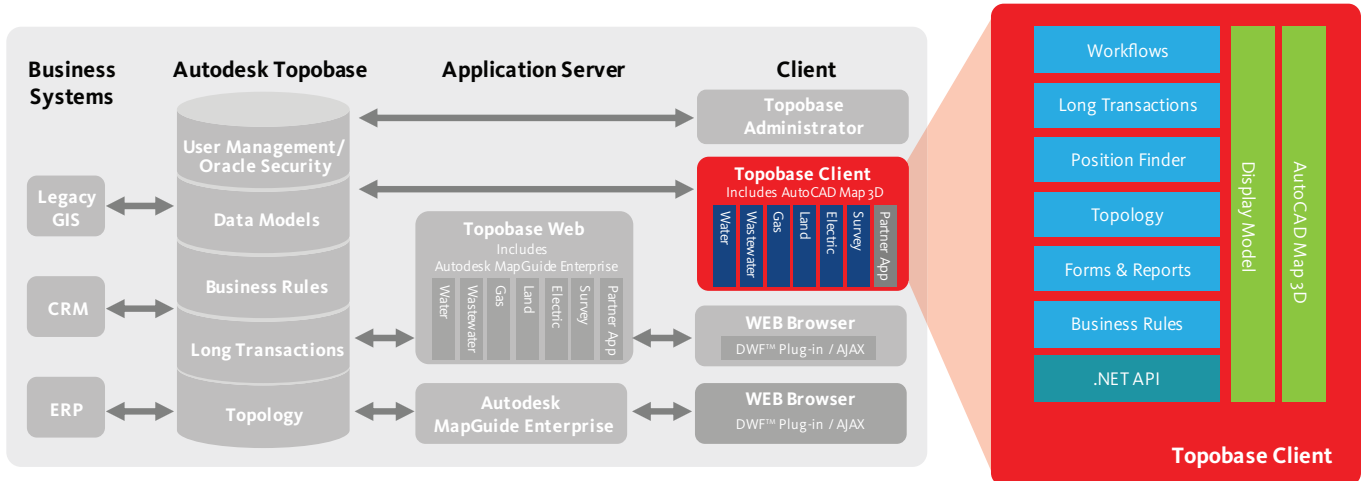 Business
Systems
Autodesk Topobase
Application Server
Client
Legacy
GIS
CRM
ERP
User Management/
Oracle Security
Data Models
Business Rules
Long Transactions
Topology
Topobase Web
Includes
Autodesk MapGuide Enterprise
Water
Wastewater
Gas
Land
Electric
Survey
Partner App
Autodesk
MapGuide Enterprise
Topobase
Administrator
Topobase Client
Includes AutoCAD Map 3D
Water
Wastewater
Gas
Land
Electric
Survey
Partner App
WEB Browser
DWF™ Plug-in / AJAX
WEB Browser
DWF™ Plug-in / AJAX
Workflows
Long Transactions
Position Finder
Topology
Forms & Reports
Business Rules
.NET API
Display Model
AutoCAD Map 3D
Topobase Client